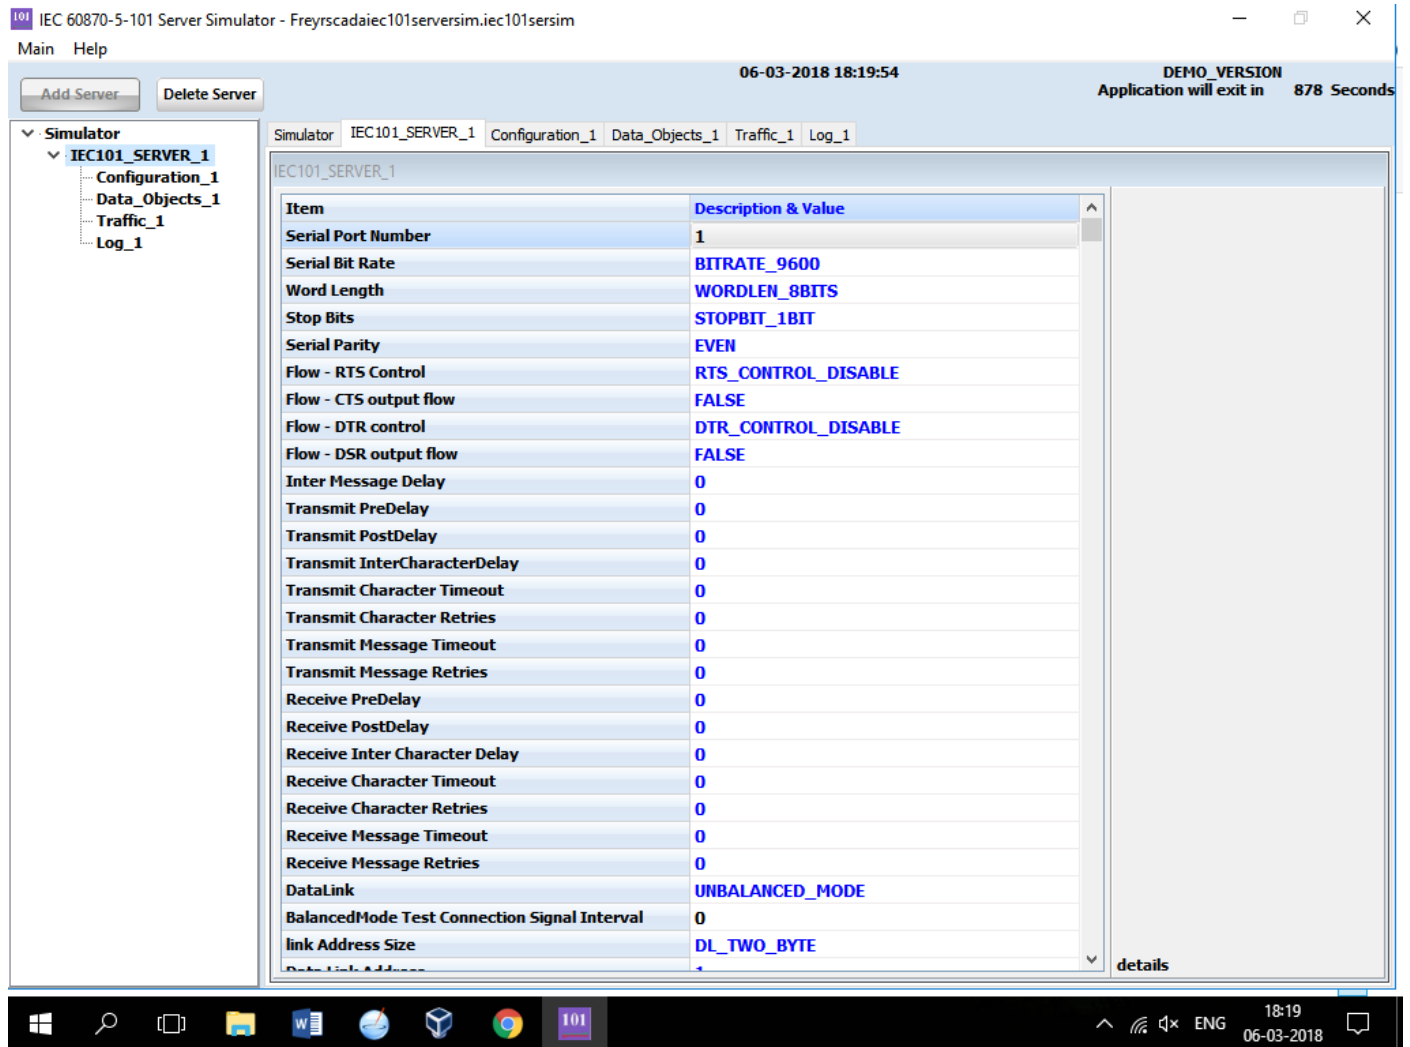 101 IEC 60870-5-101 Server Simulator - Freyrscadaiec101serversim.iec101sersim
Main Help
06-03-2018 18:19:54
DEMO_VERSION
Add Server Delete Server
Application will exit in 878 Seconds
Simulator
IEC101_SERVER_1
Configuration_1
Data_Objects_1
Traffic_1
Log_1
Simulator IEC101_SERVER_1 Configuration_1 Data_Objects_1 Traffic_1 Log_1
IEC101_SERVER_1
Item Description & Value
Serial Port Number 1
Serial Bit Rate BITRATE_9600
Word Length WORDLEN_8BITS
Stop Bits STOPBIT_1BIT
Serial Parity EVEN
Flow - RTS Control RTS_CONTROL_DISABLE
Flow - CTS output flow FALSE
Flow - DTR control DTR_CONTROL_DISABLE
Flow - DSR output flow FALSE
Inter Message Delay 0
Transmit PreDelay 0
Transmit PostDelay 0
Transmit InterCharacterDelay 0
Transmit Character Timeout 0
Transmit Character Retries 0
Transmit Message Timeout 0
Transmit Message Retries 0
Receive PreDelay 0
Receive PostDelay 0
Receive Inter Character Delay 0
Receive Character Timeout 0
Receive Character Retries 0
Receive Message Timeout 0
Receive Message Retries 0
DataLink UNBALANCED_MODE
BalancedMode Test Connection Signal Interval 0
link Address Size DL_TWO_BYTE
Data Link Address 1
details
101
ENG
18:19
06-03-2018